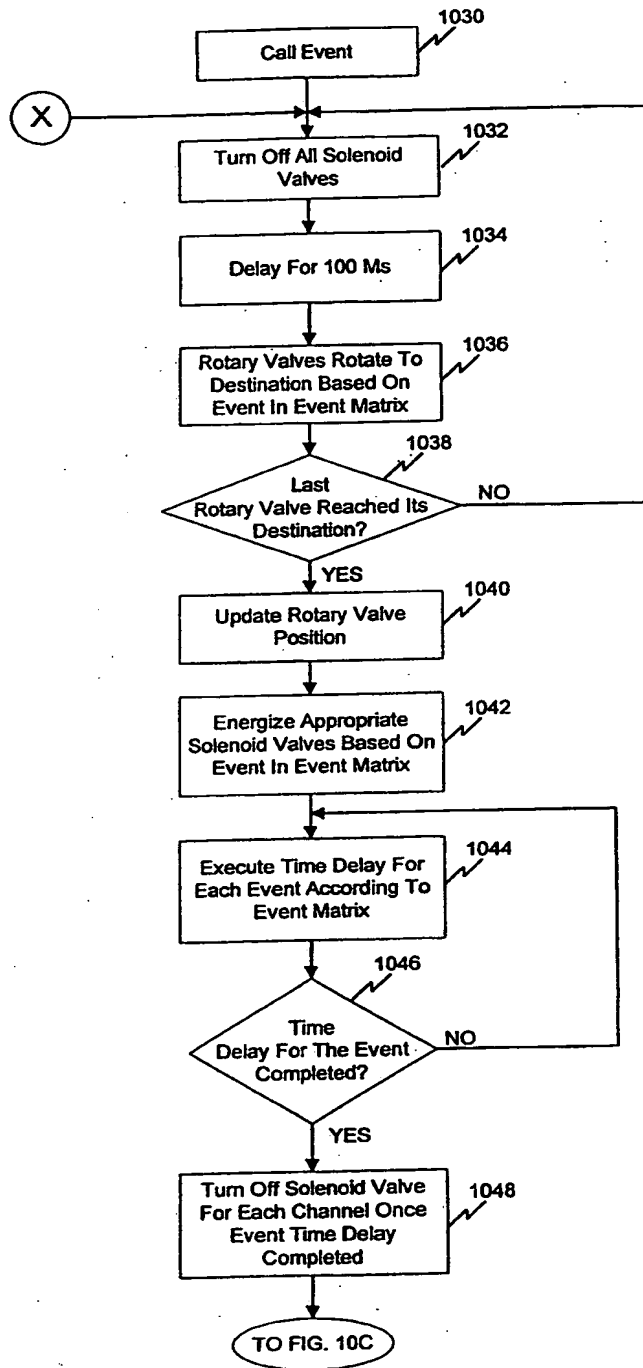 1030
Call Event
X
1032
Turn Off All Solenoid
Valves
1034
Delay For 100 Ms
1036
Rotary Valves Rotate To
Destination Based On
Event In Event Matrix
1038
Last
Rotary Valve Reached Its
Destination?
NO
YES
1040
Update Rotary Valve
Position
1042
Energize Appropriate
Solenoid Valves Based On
Event In Event Matrix
1044
Execute Time Delay For
Each Event According To
Event Matrix
1046
Time
Delay For The Event
Completed?
NO
YES
1048
Turn Off Solenoid Valve
For Each Channel Once
Event Time Delay
Completed
TO FIG. 10C